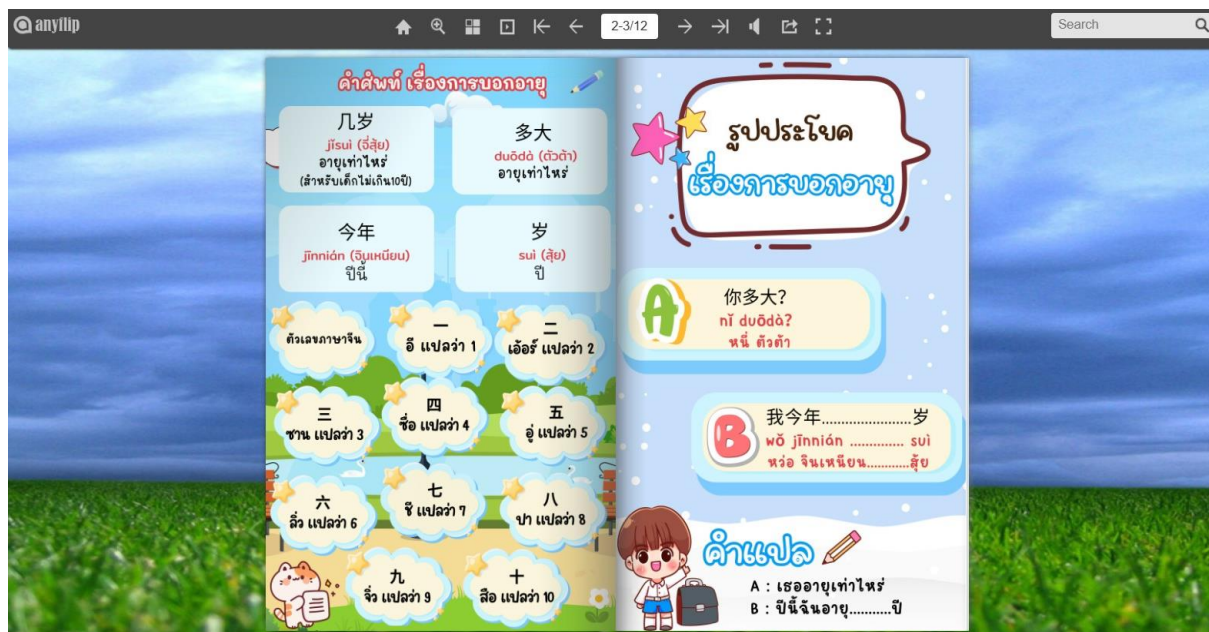 anyflip
2-3/12
Search
คำศัพท์ เรื่องการบอกอายุ
几岁
jǐsuì (จี่สุ้ย)
อายุเท่าไหร่
(สำหรับเด็กไม่เกิน10ปี)
多大
duōdà (ตัวต้า)
อายุเท่าไหร่
今年
jīnnián (จินเหนียน)
ปีนี้
岁
suì (สุ้ย)
ปี
ตัวเลขภาษาจีน
一
อี แปลว่า 1
二
เอ้อร์ แปลว่า 2
三
ซาน แปลว่า 3
四
ซื่อ แปลว่า 4
五
อู่ แปลว่า 5
六
ลิ่ว แปลว่า 6
七
ชี แปลว่า 7
八
ปา แปลว่า 8
九
จิ่ว แปลว่า 9
十
สือ แปลว่า 10
รูปประโยค
เรื่องการบอกอายุ
A
你多大?
nǐ duōdà?
หนี่ ตัวต้า
B
我今年......................岁
wǒ jīnnián .............. suì
หว่อ จินเหนียน...........สุ้ย
คำแปล
A : เธออายุเท่าไหร่
B : ปีนี้ฉันอายุ...........ปี